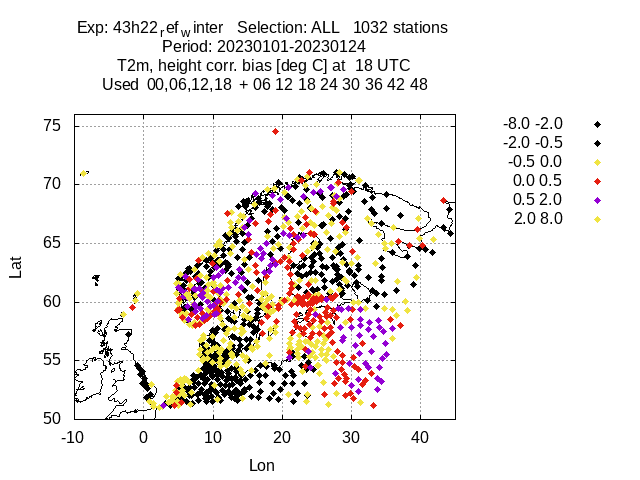 Exp: 43h22_ref_winter Selection: ALL 1032 stations
Period: 20230101-20230124
T2m, height corr. bias [deg C] at 18 UTC
Used 00,06,12,18 + 06 12 18 24 30 36 42 48
-8.0 -2.0
-2.0 -0.5
-0.5 0.0
0.0 0.5
0.5 2.0
2.0 8.0
75
70
65
60
55
50
Lat
-10 0 10 20 30 40
Lon